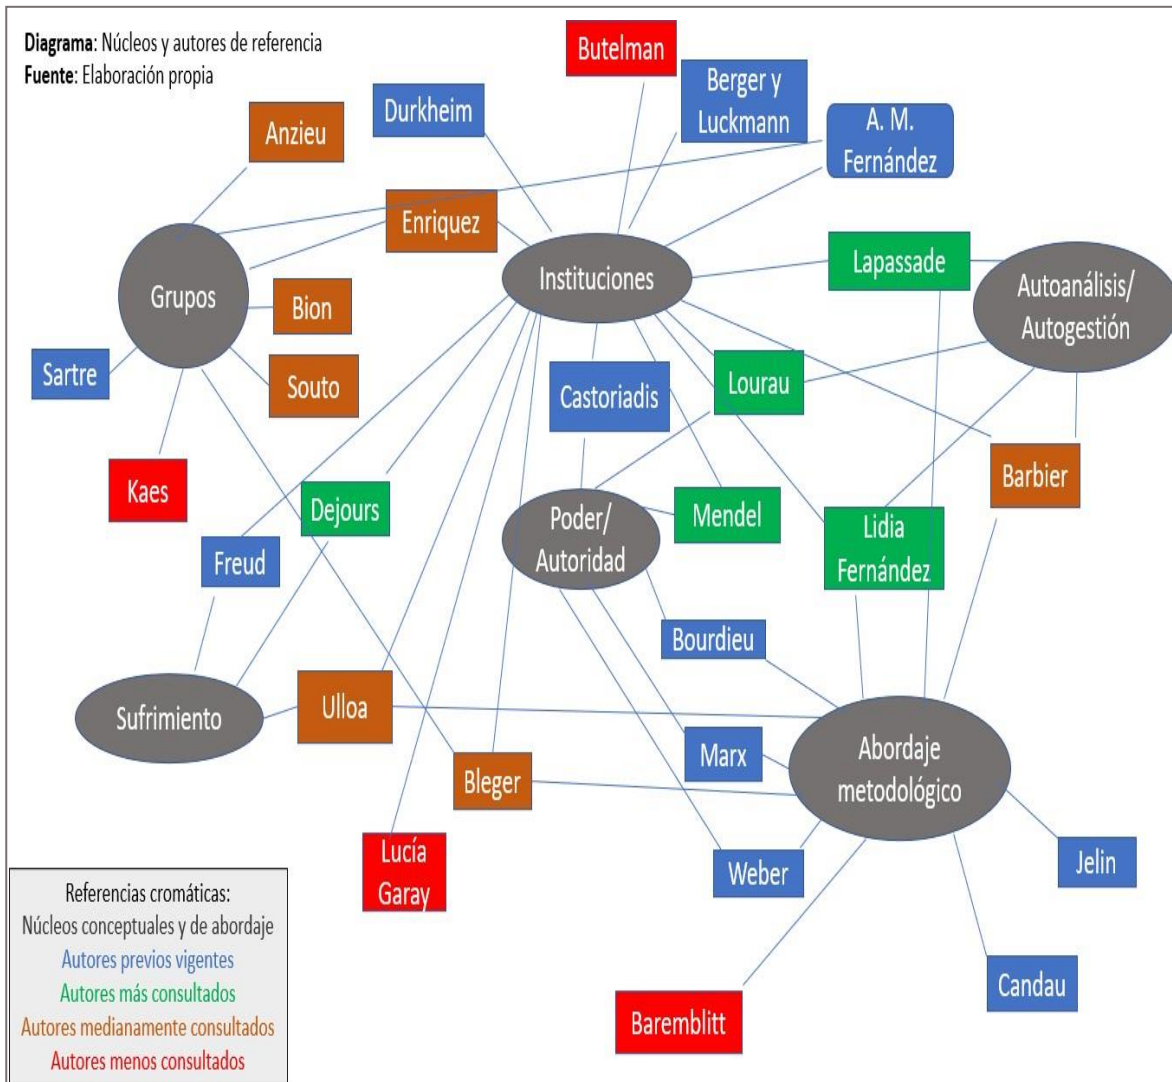 Diagrama: Núcleos y autores de referencia
Fuente: Elaboración propia
Butelman
Berger y
Luckmann
Durkheim
A. M.
Fernández
Anzieu
Enriquez
Instituciones
Lapassade
Autoanálisis/
Autogestión
Grupos
Bion
Sartre
Souto
Castoriadis
Lourau
Kaes
Dejours
Barbier
Mendel
Poder/
Autoridad
Lidia
Fernández
Freud
Bourdieu
Sufrimiento
Ulloa
Marx
Abordaje
metodológico
Bleger
Lucía
Garay
Weber
Jelin
Candau
Baremblitt
Referencias cromáticas:
Núcleos conceptuales y de abordaje
Autores previos vigentes
Autores más consultados
Autores medianamente consultados
Autores menos consultados